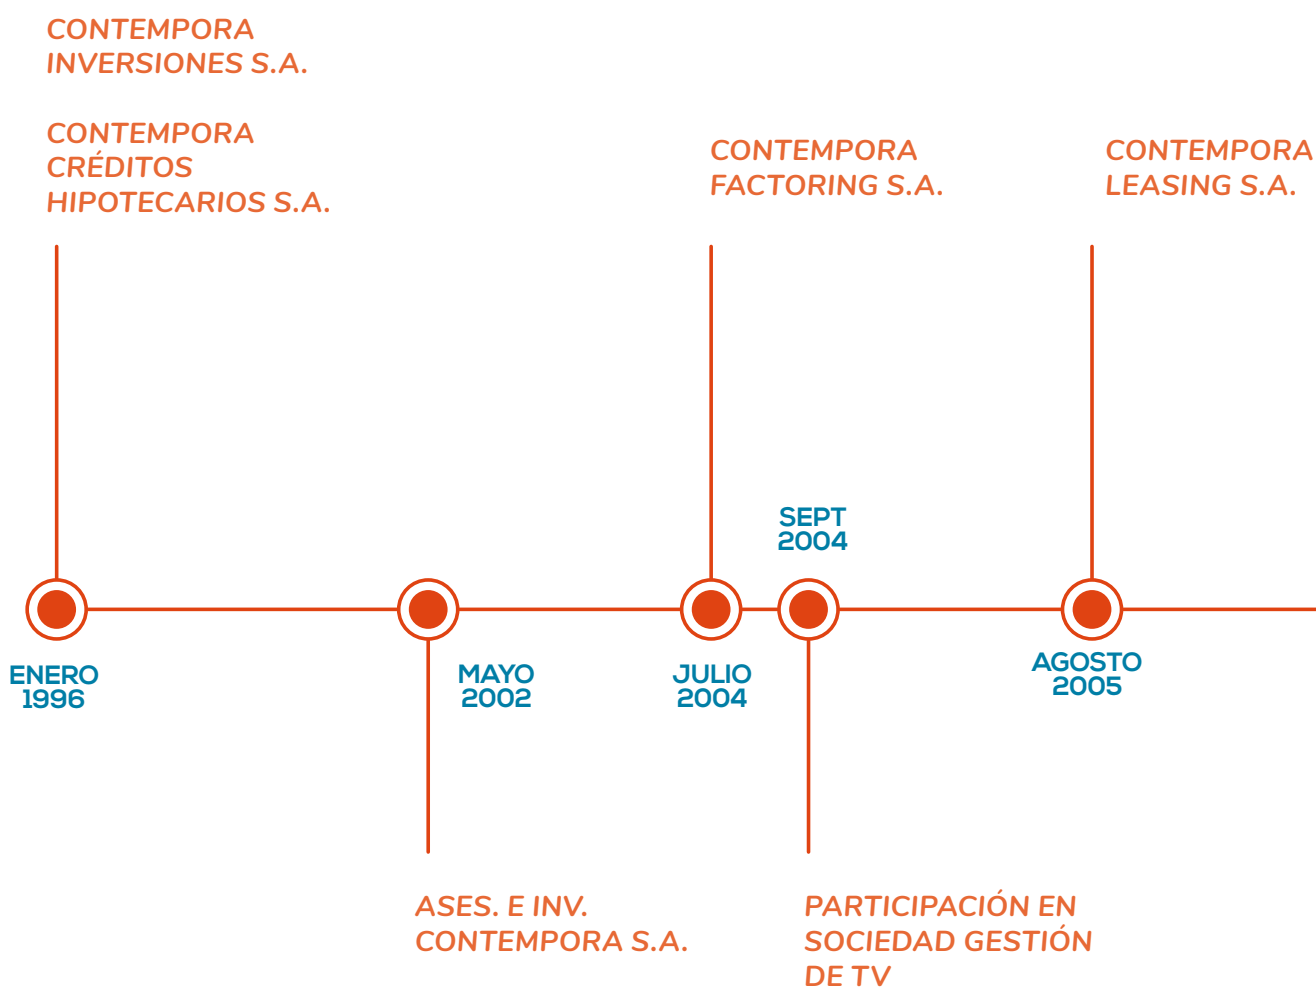 CONTEMPORA
INVERSIONES S.A.
CONTEMPORA
CRÉDITOS
HIPOTECARIOS S.A.
CONTEMPORA
FACTORING S.A.
CONTEMPORA
LEASING S.A.
SEPT
2004
ENERO
1996
MAYO
2002
JULIO
2004
AGOSTO
2005
ASES. E INV.
CONTEMPORA S.A.
PARTICIPACIÓN EN
SOCIEDAD GESTIÓN
DE TV